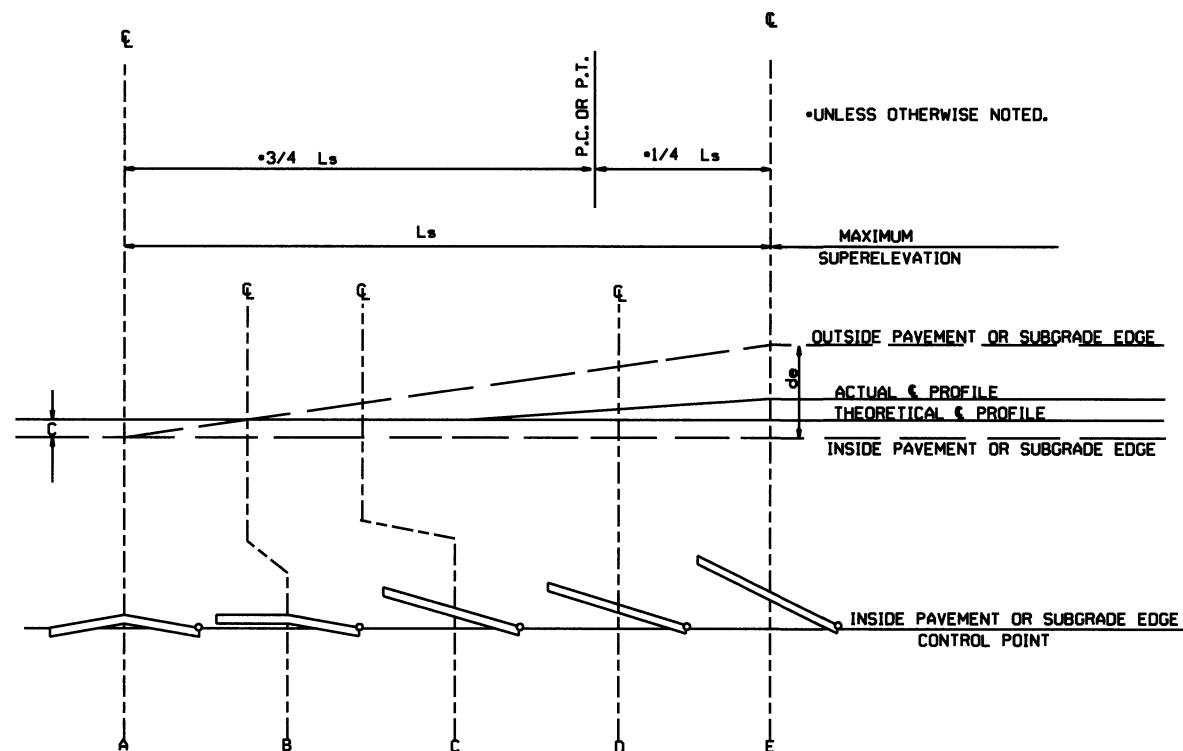 ℄
℄
P.C. OR P.T.
•UNLESS OTHERWISE NOTED.
•3/4 Ls
•1/4 Ls
Ls
MAXIMUM
SUPERELEVATION
℄
℄
℄
OUTSIDE PAVEMENT OR SUBGRADE EDGE
de
ACTUAL ℄ PROFILE
THEORETICAL ℄ PROFILE
C
INSIDE PAVEMENT OR SUBGRADE EDGE
INSIDE PAVEMENT OR SUBGRADE EDGE
CONTROL POINT
A
B
C
D
E